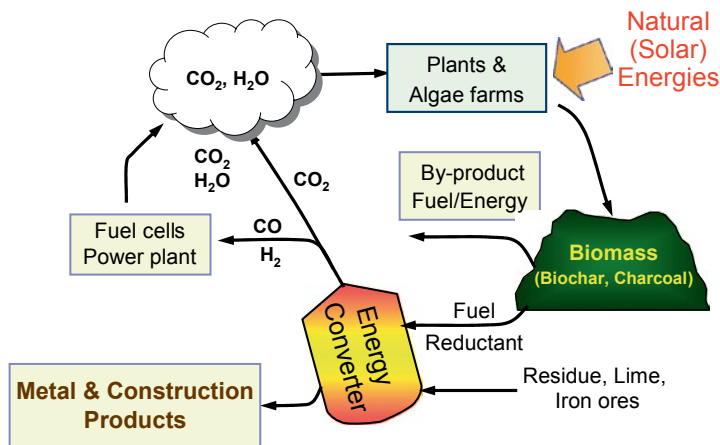 CO₂, H₂O
Plants &
Algae farms
Natural
(Solar)
Energies
CO₂
H₂O
CO₂
By-product
Fuel/Energy
Fuel cells
Power plant
CO
H₂
Biomass
(Biochar, Charcoal)
Fuel
Reductant
Energy
Converter
Metal & Construction
Products
Residue, Lime,
Iron ores